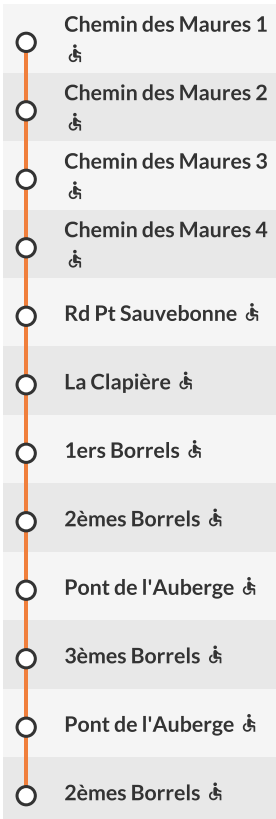 Chemin des Maures 1
Chemin des Maures 2
Chemin des Maures 3
Chemin des Maures 4
Rd Pt Sauvebonne
La Clapière
1ers Borrels
2èmes Borrels
Pont de l'Auberge
3èmes Borrels
Pont de l'Auberge
2èmes Borrels